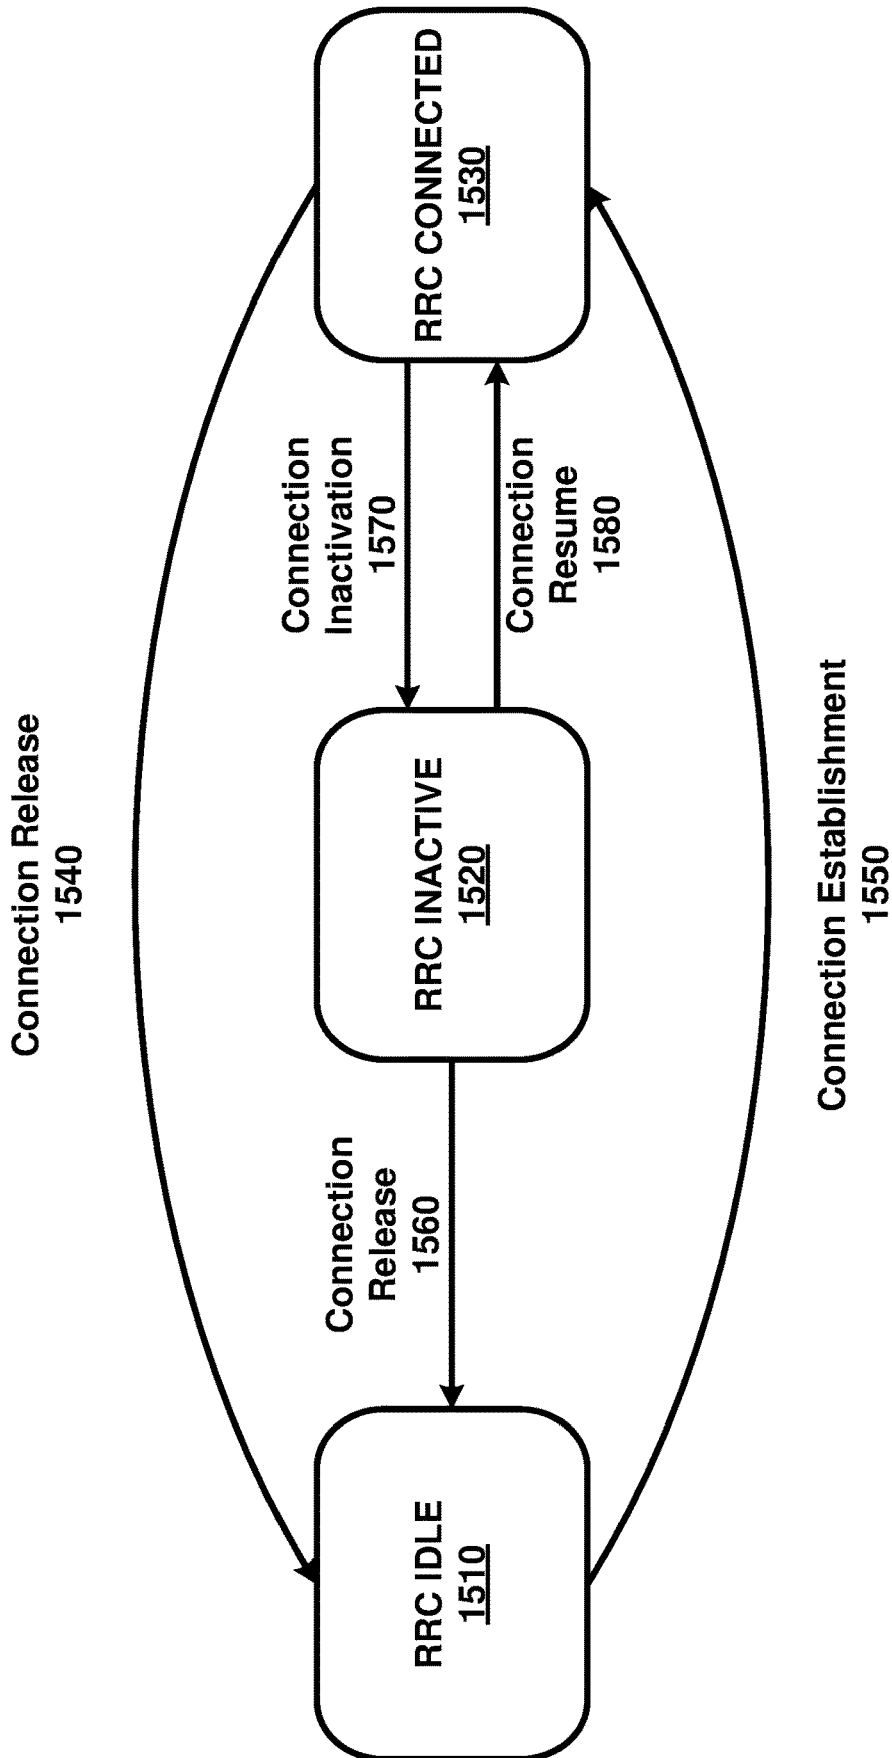 Connection Release
1540
RRC IDLE
1510
Connection
Release
1560
RRC INACTIVE
1520
Connection
Inactivation
1570
Connection
Resume
1580
RRC CONNECTED
1530
Connection Establishment
1550